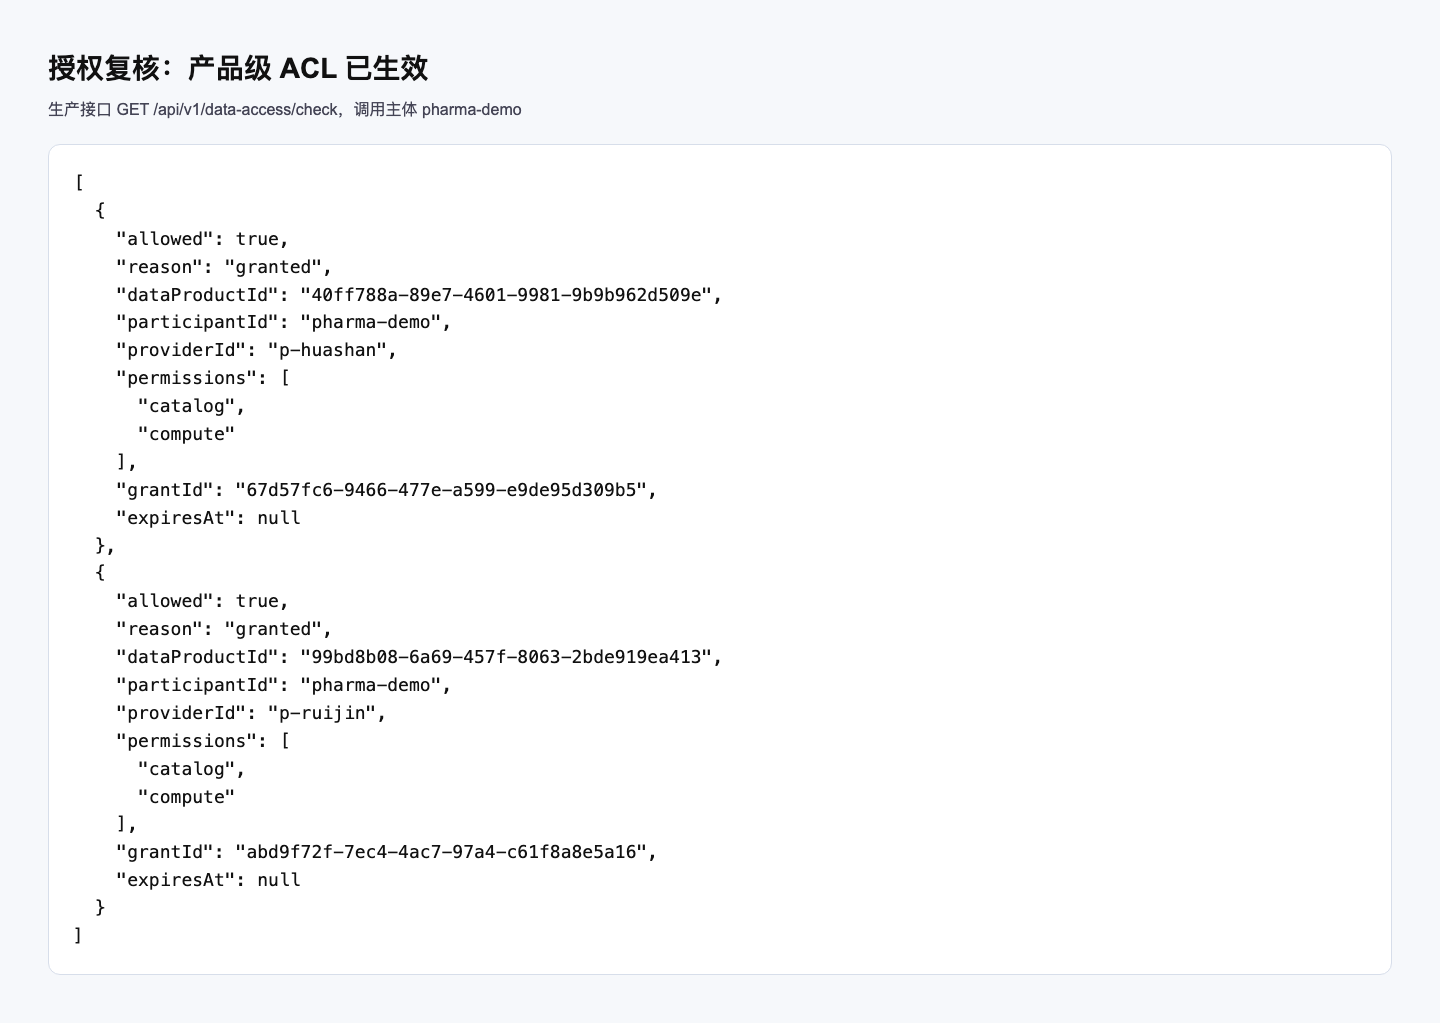 授权复核：产品级 ACL 已生效
生产接口 GET /api/v1/data-access/check，调用主体 pharma-demo
[
  {
    "allowed": true,
    "reason": "granted",
    "dataProductId": "40ff788a-89e7-4601-9981-9b9b962d509e",
    "participantId": "pharma-demo",
    "providerId": "p-huashan",
    "permissions": [
      "catalog",
      "compute"
    ],
    "grantId": "67d57fc6-9466-477e-a599-e9de95d309b5",
    "expiresAt": null
  },
  {
    "allowed": true,
    "reason": "granted",
    "dataProductId": "99bd8b08-6a69-457f-8063-2bde919ea413",
    "participantId": "pharma-demo",
    "providerId": "p-ruijin",
    "permissions": [
      "catalog",
      "compute"
    ],
    "grantId": "abd9f72f-7ec4-4ac7-97a4-c61f8a8e5a16",
    "expiresAt": null
  }
]